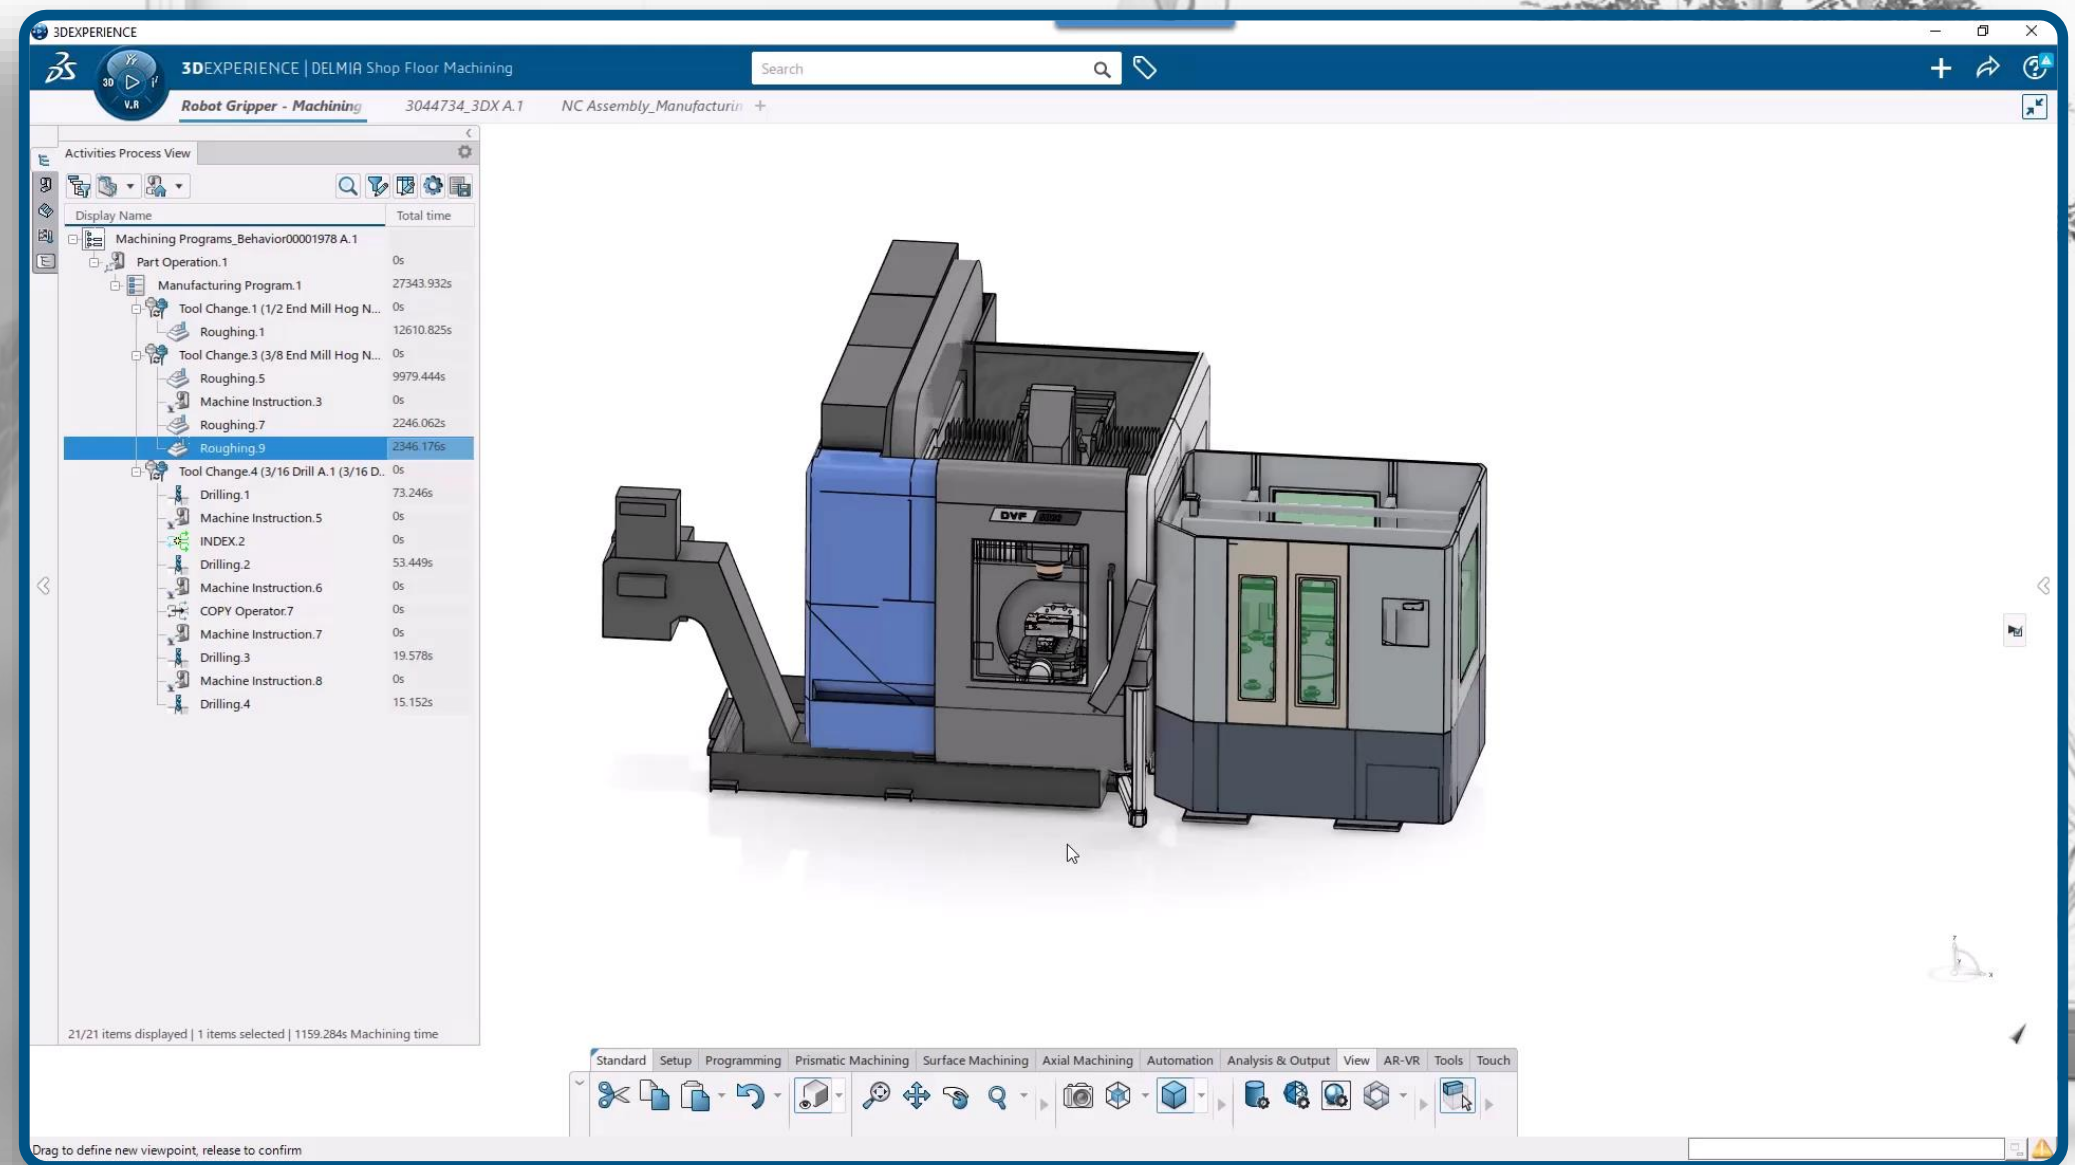 3DEXPERIENCE
3DEXPERIENCE | DELMIA Shop Floor Machining
Search
3D
V.R
Robot Gripper - Machining
3044734_3DX A.1
NC Assembly_Manufacturin
Activities Process View
Display Name Total time
Machining Programs_Behavior00001978 A.1
Part Operation.1 0s
Manufacturing Program.1 27343.932s
Tool Change.1 (1/2 End Mill Hog N... 0s
Roughing.1 12610.825s
Tool Change.3 (3/8 End Mill Hog N... 0s
Roughing.5 9979.444s
Machine Instruction.3 0s
Roughing.7 2246.062s
Roughing.9 2346.176s
Tool Change.4 (3/16 Drill A.1 (3/16 D.. 0s
Drilling.1 73.246s
Machine Instruction.5 0s
INDEX.2 0s
Drilling.2 53.449s
Machine Instruction.6 0s
COPY Operator.7 0s
Machine Instruction.7 0s
Drilling.3 19.578s
Machine Instruction.8 0s
Drilling.4 15.152s
DVF
21/21 items displayed | 1 items selected | 1159.284s Machining time
Standard Setup Programming Prismatic Machining Surface Machining Axial Machining Automation Analysis & Output View AR-VR Tools Touch
Drag to define new viewpoint, release to confirm